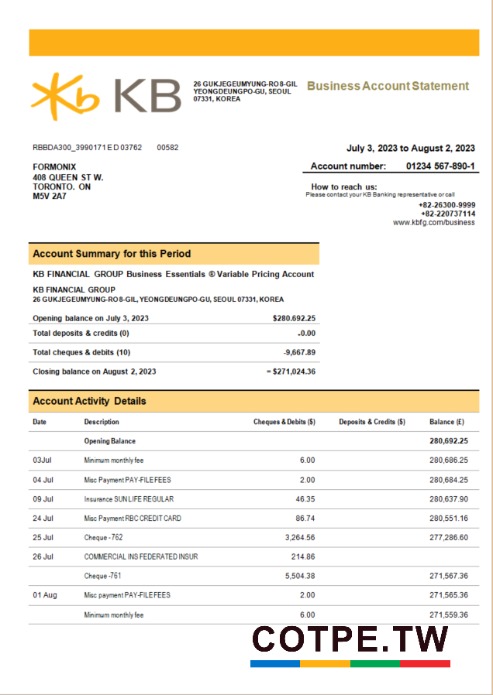 KB
26 GUKJEGEUMYUNG-RO 8-GIL
YEONGDEUNGPO-GU, SEOUL
07331, KOREA
Business Account Statement
RBBDA300_3990171 E D 03762 00582
July 3, 2023 to August 2, 2023
FORMONIX
408 QUEEN ST W.
TORONTO. ON
M5V 2A7
Account number: 01234 567-890-1
How to reach us:
Please contact your KB Banking representative or call
+82-26300-9999
+82-220737114
www.kbfg.com/business
Account Summary for this Period
KB FINANCIAL GROUP Business Essentials ® Variable Pricing Account
KB FINANCIAL GROUP
26 GUKJEGEUMYUNG-RO 8-GIL, YEONGDEUNGPO-GU, SEOUL 07331, KOREA
Opening balance on July 3, 2023 $280.692.25
Total deposits & credits (0) .0.00
Total cheques & debits (10) -9,667.89
Closing balance on August 2, 2023 = $271,024.36
Account Activity Details
Date Description Cheques & Debits ($) Deposits & Credits ($) Balance (£)
Opening Balance 280,692.25
03Jul Minimum monthly fee 6.00 280,686.25
04 Jul Misc Payment PAY-FILE FEES 2.00 280,684.25
09 Jul Insurance SUN LIFE REGULAR 46.35 280,637.90
24 Jul Misc Payment RBC CREDIT CARD 86.74 280,551.16
25 Jul Cheque -762 3,264.56 277,286.60
26 Jul COMMERCIAL INS FEDERATED INSUR 214.86
Cheque -761 5,504.38 271,567.36
01 Aug Misc payment PAY-FILE FEES 2.00 271,565.36
Minimum monthly fee 6.00 271,559.36
COTPE.TW